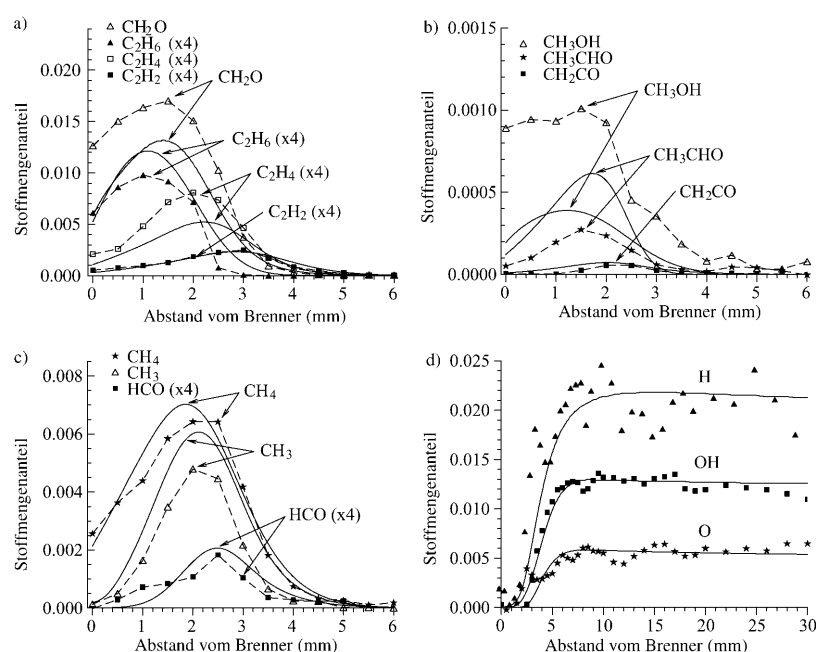 a)
△ CH₂O
▲ C₂H₆ (x4)
□ C₂H₄ (x4)
■ C₂H₂ (x4)
CH₂O
C₂H₆ (x4)
C₂H₄ (x4)
C₂H₂ (x4)
Stoffmengenanteil
0.020
0.015
0.010
0.005
0.000
0 1 2 3 4 5 6
Abstand vom Brenner (mm)
b)
△ CH₃OH
★ CH₃CHO
■ CH₂CO
CH₃OH
CH₃CHO
CH₂CO
Stoffmengenanteil
0.0015
0.0010
0.0005
0.0000
0 1 2 3 4 5 6
Abstand vom Brenner (mm)
c)
★ CH₄
△ CH₃
■ HCO (x4)
CH₄
CH₃
HCO (x4)
Stoffmengenanteil
0.008
0.006
0.004
0.002
0.000
0 1 2 3 4 5 6
Abstand vom Brenner (mm)
d)
H
OH
O
Stoffmengenanteil
0.025
0.020
0.015
0.010
0.005
0.000
0 5 10 15 20 25 30
Abstand vom Brenner (mm)